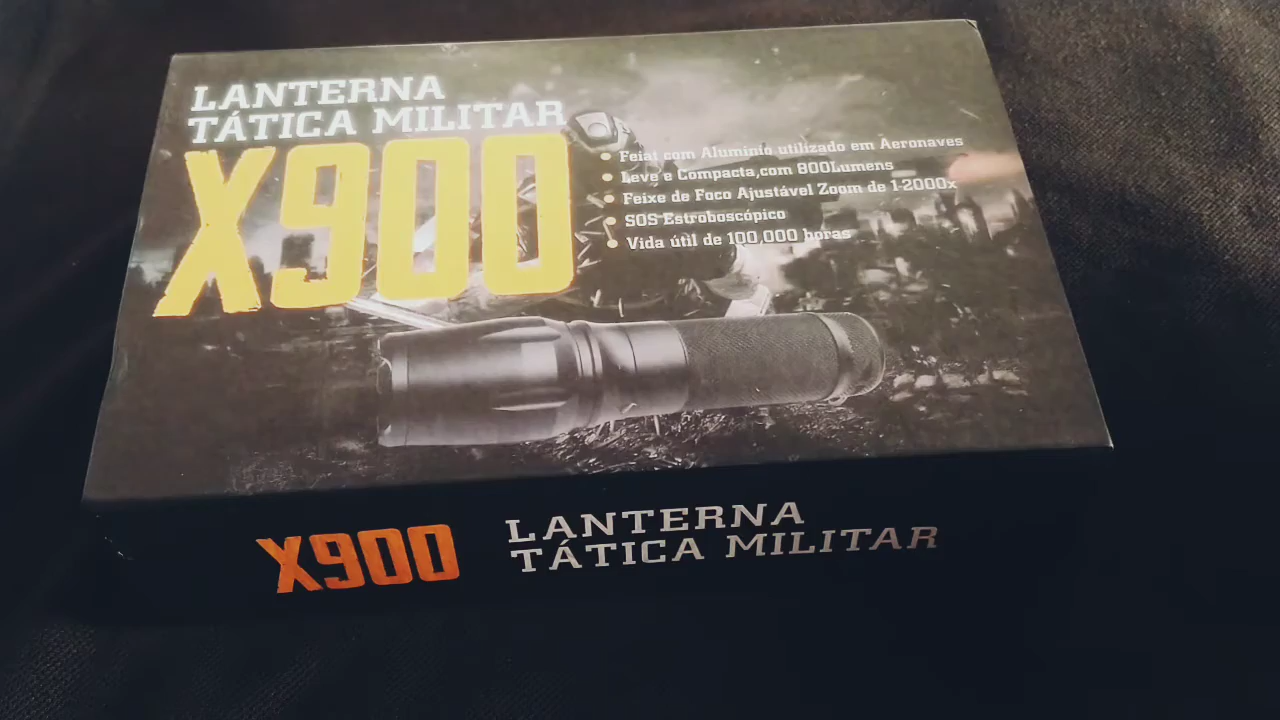 LANTERNA
TÁTICA MILITAR
X900
Feiat com Alumínio utilizado em Aeronaves
Leve e Compacta,com 800Lumens
Feixe de Foco Ajustável Zoom de 1-2000x
SOS Estroboscópico
Vida útil de 100,000 horas
X900
LANTERNA
TÁTICA MILITAR